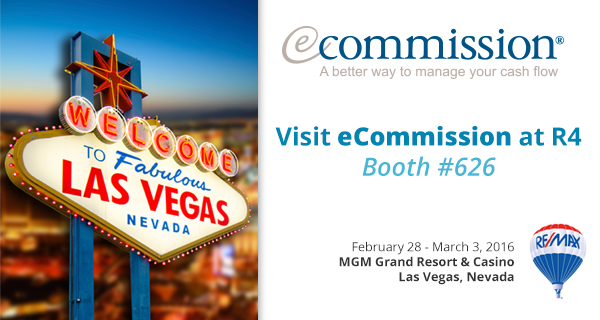 WELCOME
TO Fabulous
LAS VEGAS
NEVADA
eCommission®
A better way to manage your cash flow
Visit eCommission at R4
Booth #626
February 28 - March 3, 2016
MGM Grand Resort & Casino
Las Vegas, Nevada
RE/MAX